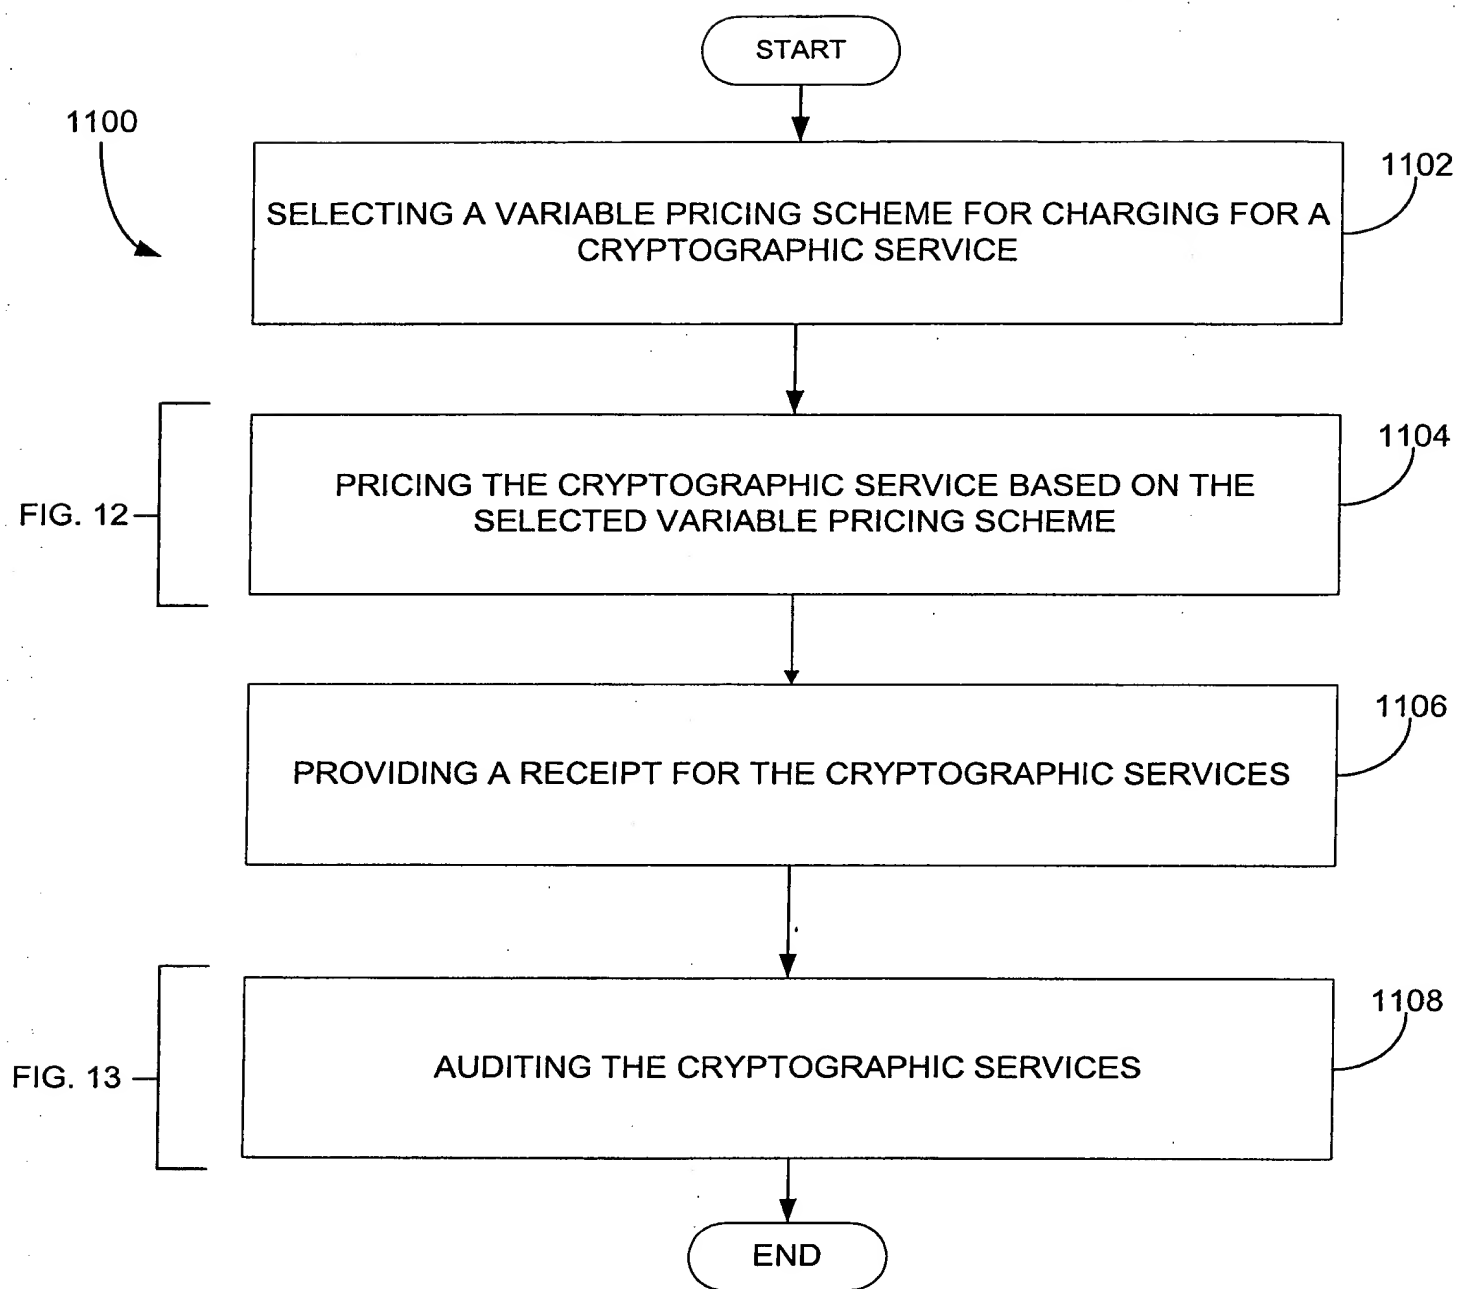 START
1100
1102
SELECTING A VARIABLE PRICING SCHEME FOR CHARGING FOR A
CRYPTOGRAPHIC SERVICE
1104
PRICING THE CRYPTOGRAPHIC SERVICE BASED ON THE
SELECTED VARIABLE PRICING SCHEME
FIG. 12
1106
PROVIDING A RECEIPT FOR THE CRYPTOGRAPHIC SERVICES
1108
AUDITING THE CRYPTOGRAPHIC SERVICES
FIG. 13
END